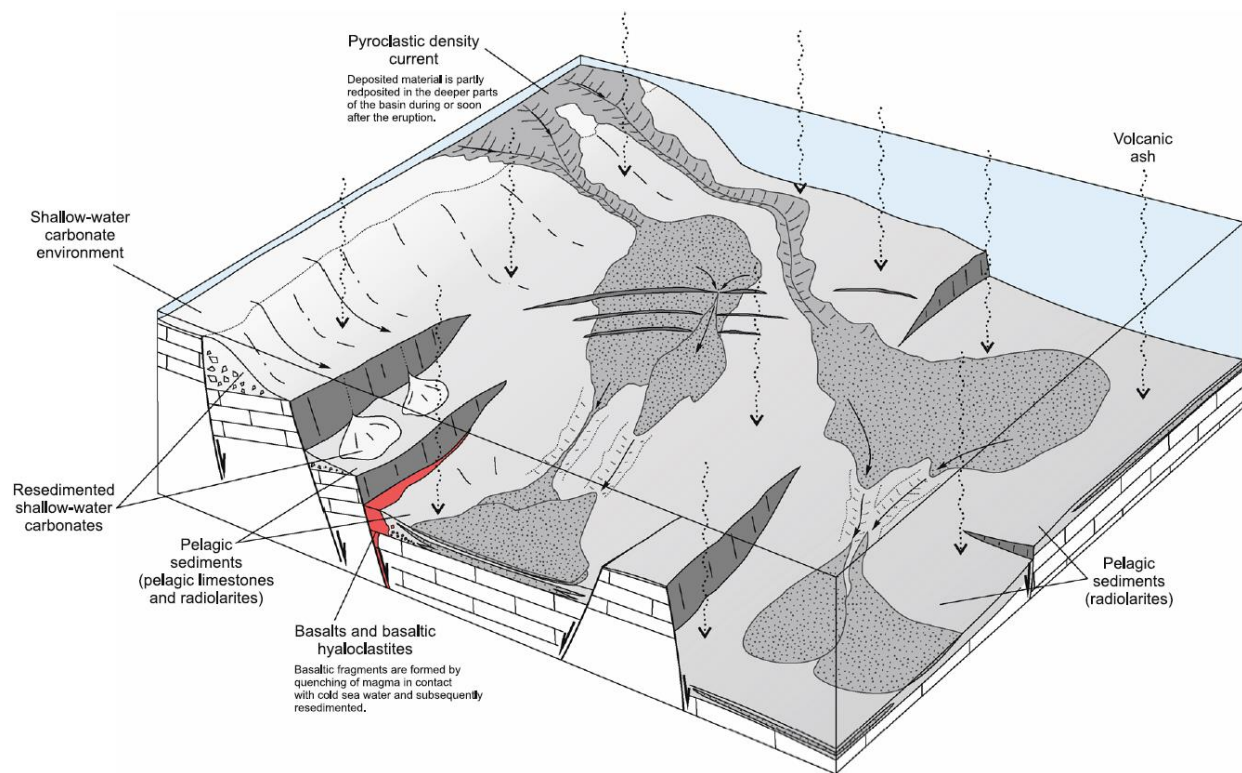 Pyroclastic density
current
Deposited material is partly
redposited in the deeper parts
of the basin during or soon
after the eruption.
Volcanic
ash
Shallow-water
carbonate
environment
Resedimented
shallow-water
carbonates
Pelagic
sediments
(pelagic limestones
and radiolarites)
Basalts and basaltic
hyaloclastites
Basaltic fragments are formed by
quenching of magma in contact
with cold sea water and subsequently
resedimented.
Pelagic
sediments
(radiolarites)